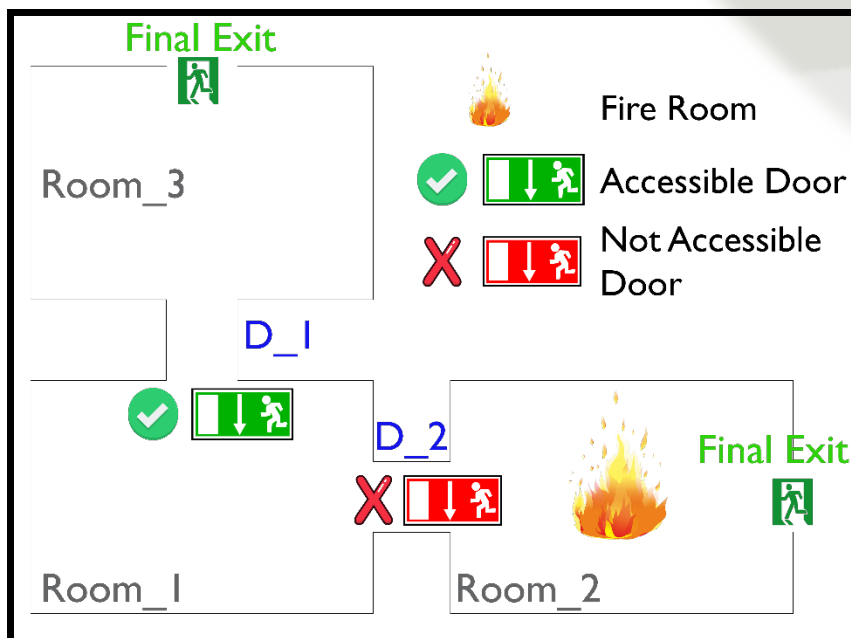 Final Exit
Fire Room
Room_3
Accessible Door
Not Accessible
Door
D_1
D_2
Final Exit
Room_1
Room_2